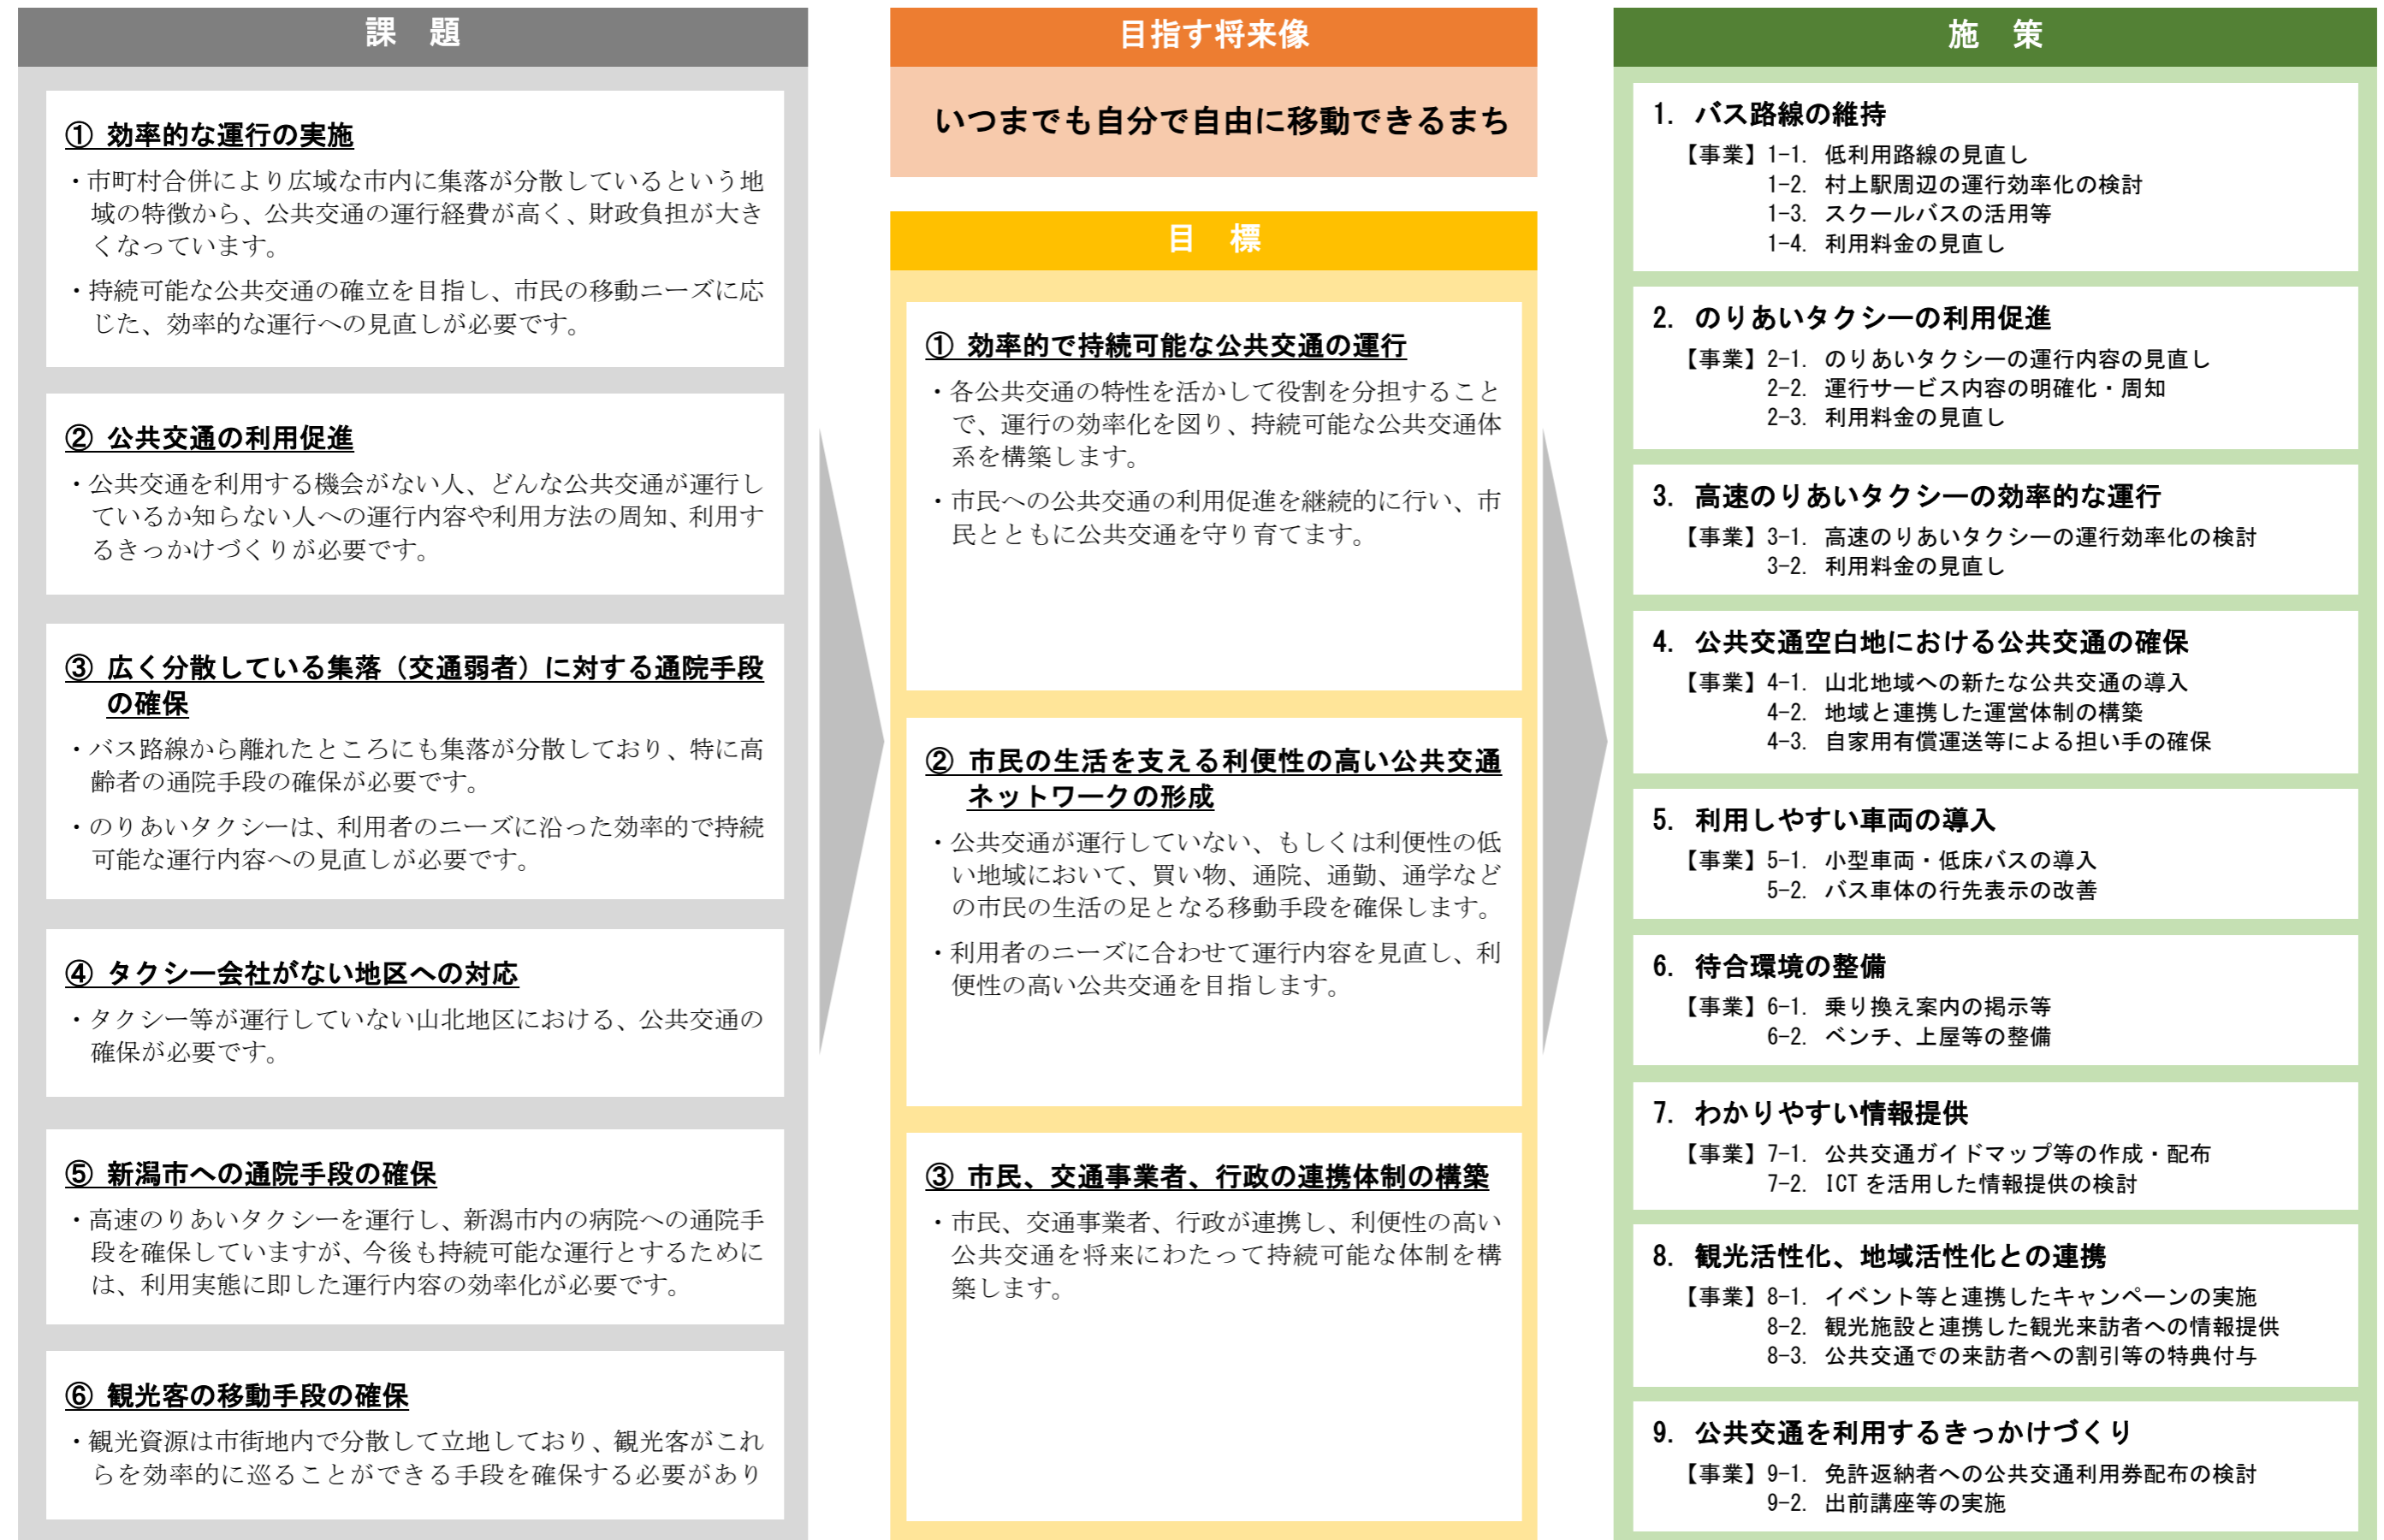 課　題
① 効率的な運行の実施
・市町村合併により広域な市内に集落が分散しているという地
域の特徴から、公共交通の運行経費が高く、財政負担が大き
くなっています。
・持続可能な公共交通の確立を目指し、市民の移動ニーズに応
じた、効率的な運行への見直しが必要です。
② 公共交通の利用促進
・公共交通を利用する機会がない人、どんな公共交通が運行し
ているか知らない人への運行内容や利用方法の周知、利用す
るきっかけづくりが必要です。
③ 広く分散している集落（交通弱者）に対する通院手段
の確保
・バス路線から離れたところにも集落が分散しており、特に高
齢者の通院手段の確保が必要です。
・のりあいタクシーは、利用者のニーズに沿った効率的で持続
可能な運行内容への見直しが必要です。
④ タクシー会社がない地区への対応
・タクシー等が運行していない山北地区における、公共交通の
確保が必要です。
⑤ 新潟市への通院手段の確保
・高速のりあいタクシーを運行し、新潟市内の病院への通院手
段を確保していますが、今後も持続可能な運行とするために
は、利用実態に即した運行内容の効率化が必要です。
⑥ 観光客の移動手段の確保
・観光資源は市街地内で分散して立地しており、観光客がこれ
らを効率的に巡ることができる手段を確保する必要があり
目指す将来像
いつまでも自分で自由に移動できるまち
目　標
① 効率的で持続可能な公共交通の運行
・各公共交通の特性を活かして役割を分担すること
で、運行の効率化を図り、持続可能な公共交通体
系を構築します。
・市民への公共交通の利用促進を継続的に行い、市
民とともに公共交通を守り育てます。
② 市民の生活を支える利便性の高い公共交通
ネットワークの形成
・公共交通が運行していない、もしくは利便性の低
い地域において、買い物、通院、通勤、通学など
の市民の生活の足となる移動手段を確保します。
・利用者のニーズに合わせて運行内容を見直し、利
便性の高い公共交通を目指します。
③ 市民、交通事業者、行政の連携体制の構築
・市民、交通事業者、行政が連携し、利便性の高い
公共交通を将来にわたって持続可能な体制を構
築します。
施　策
1. バス路線の維持
【事業】1-1. 低利用路線の見直し
1-2. 村上駅周辺の運行効率化の検討
1-3. スクールバスの活用等
1-4. 利用料金の見直し
2. のりあいタクシーの利用促進
【事業】2-1. のりあいタクシーの運行内容の見直し
2-2. 運行サービス内容の明確化・周知
2-3. 利用料金の見直し
3. 高速のりあいタクシーの効率的な運行
【事業】3-1. 高速のりあいタクシーの運行効率化の検討
3-2. 利用料金の見直し
4. 公共交通空白地における公共交通の確保
【事業】4-1. 山北地域への新たな公共交通の導入
4-2. 地域と連携した運営体制の構築
4-3. 自家用有償運送等による担い手の確保
5. 利用しやすい車両の導入
【事業】5-1. 小型車両・低床バスの導入
5-2. バス車体の行先表示の改善
6. 待合環境の整備
【事業】6-1. 乗り換え案内の掲示等
6-2. ベンチ、上屋等の整備
7. わかりやすい情報提供
【事業】7-1. 公共交通ガイドマップ等の作成・配布
7-2. ICT を活用した情報提供の検討
8. 観光活性化、地域活性化との連携
【事業】8-1. イベント等と連携したキャンペーンの実施
8-2. 観光施設と連携した観光来訪者への情報提供
8-3. 公共交通での来訪者への割引等の特典付与
9. 公共交通を利用するきっかけづくり
【事業】9-1. 免許返納者への公共交通利用券配布の検討
9-2. 出前講座等の実施